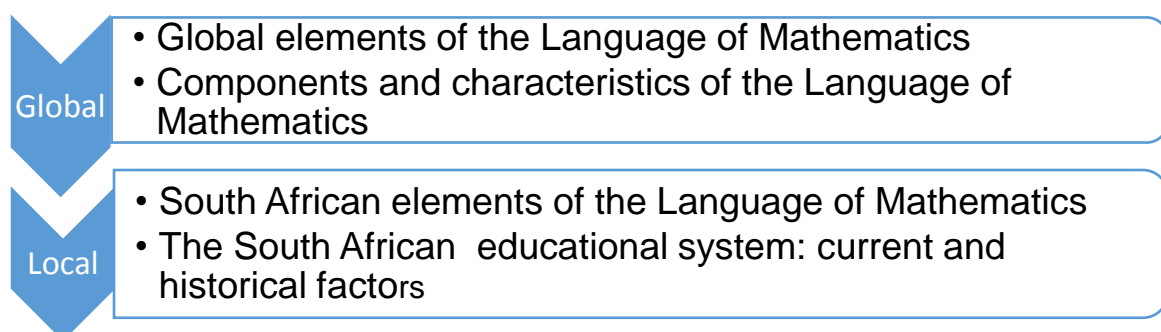 Global
• Global elements of the Language of Mathematics
• Components and characteristics of the Language of
Mathematics
Local
• South African elements of the Language of Mathematics
• The South African educational system: current and
historical factors